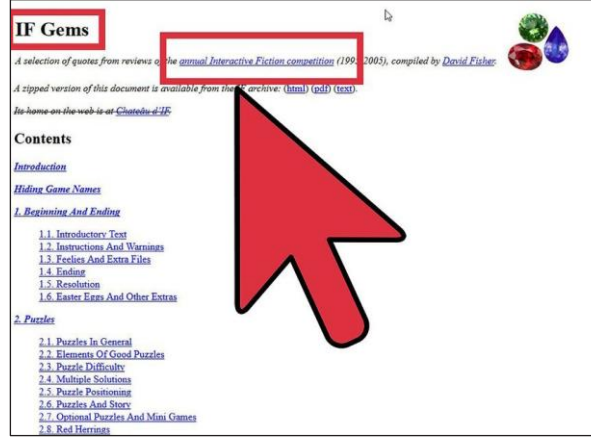 IF Gems
A selection of quotes from reviews of the annual Interactive Fiction competition (199 2005), compiled by David Fisher.
A zipped version of this document is available from the IF archive: (html) (pdf) (text).
Its home on the web is at Chateâu d'IF.
Contents
Introduction
Hiding Game Names
1. Beginning And Ending
1.1. Introductory Text
1.2. Instructions And Warnings
1.3. Feelies And Extra Files
1.4. Ending
1.5. Resolution
1.6. Easter Eggs And Other Extras
2. Puzzles
2.1. Puzzles In General
2.2. Elements Of Good Puzzles
2.3. Puzzle Difficulty
2.4. Multiple Solutions
2.5. Puzzle Positioning
2.6. Puzzles And Story
2.7. Optional Puzzles And Mini Games
2.8. Red Herrings